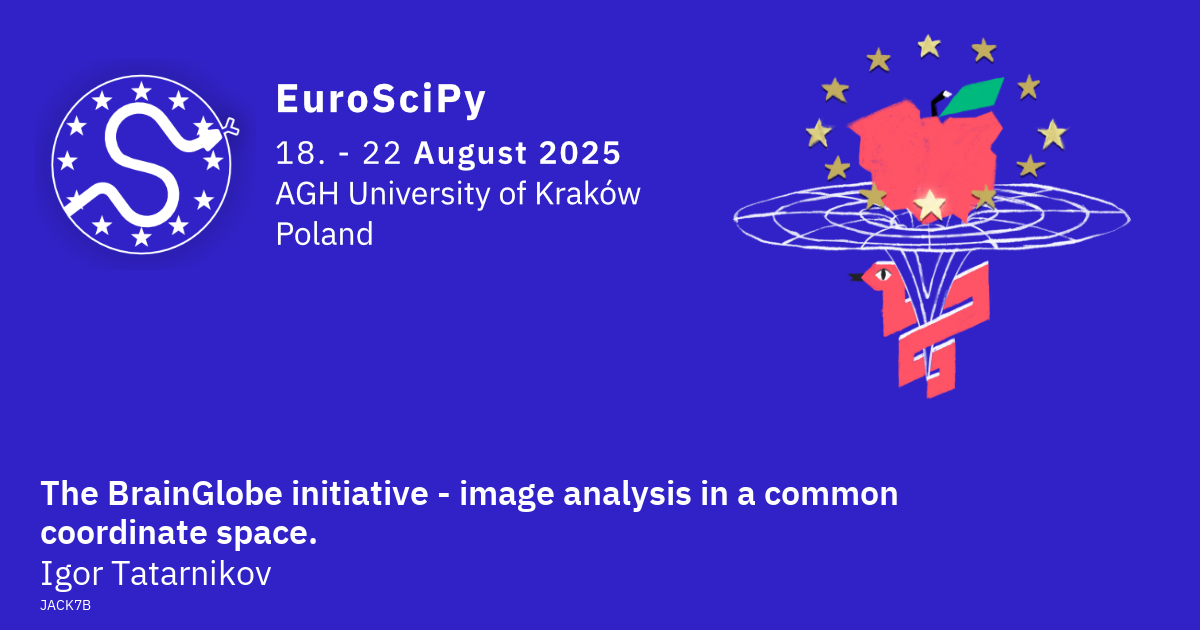 EuroSciPy
18. - 22 August 2025
AGH University of Kraków
Poland
The BrainGlobe initiative - image analysis in a common
coordinate space.
Igor Tatarnikov
JACK7B